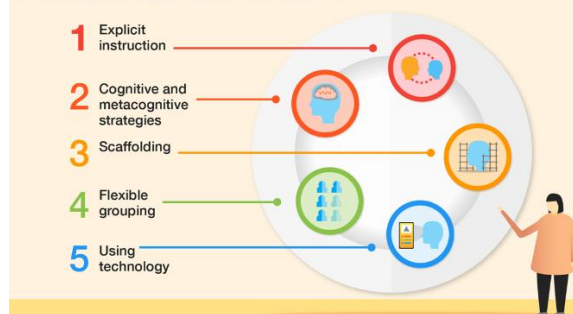 1 Explicit
instruction
2 Cognitive and
metacognitive
strategies
3 Scaffolding
4 Flexible
grouping
5 Using
technology